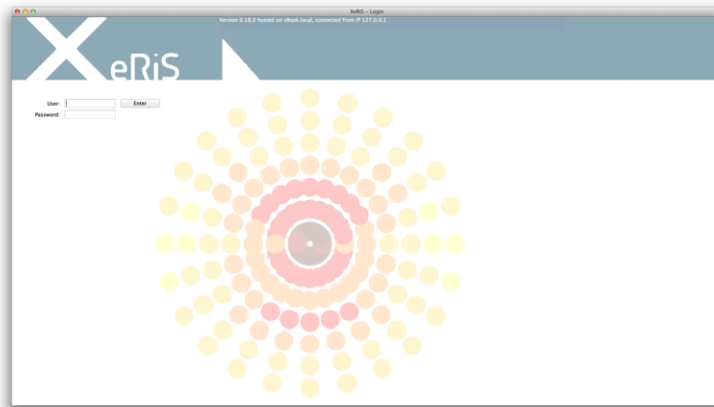 XeRiS - Login
Version 0.18.0 hosted on xBook.local, connected from IP 127.0.0.1
XeRiS
User:
Enter
Password: